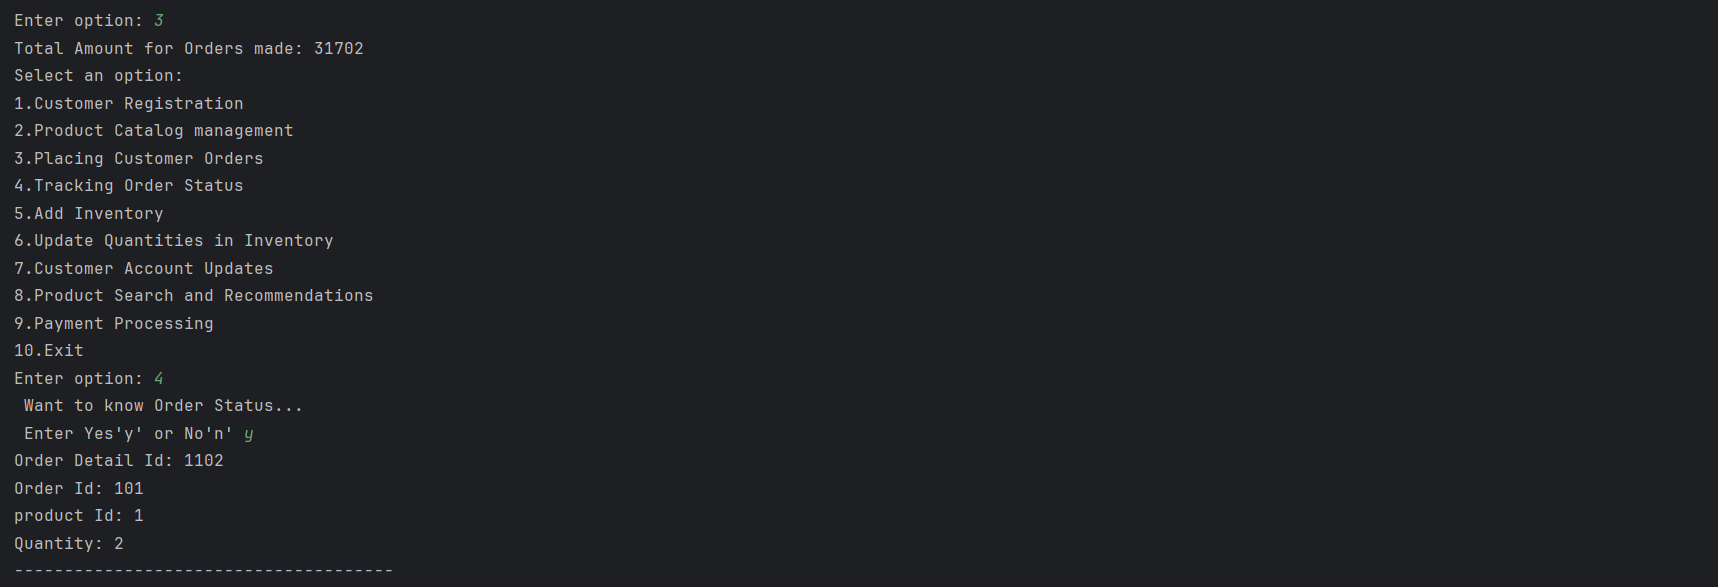 Enter option: 3
Total Amount for Orders made: 31702
Select an option:
1.Customer Registration
2.Product Catalog management
3.Placing Customer Orders
4.Tracking Order Status
5.Add Inventory
6.Update Quantities in Inventory
7.Customer Account Updates
8.Product Search and Recommendations
9.Payment Processing
10.Exit
Enter option: 4
 Want to know Order Status...
 Enter Yes'y' or No'n' y
Order Detail Id: 1102
Order Id: 101
product Id: 1
Quantity: 2
--------------------------------------